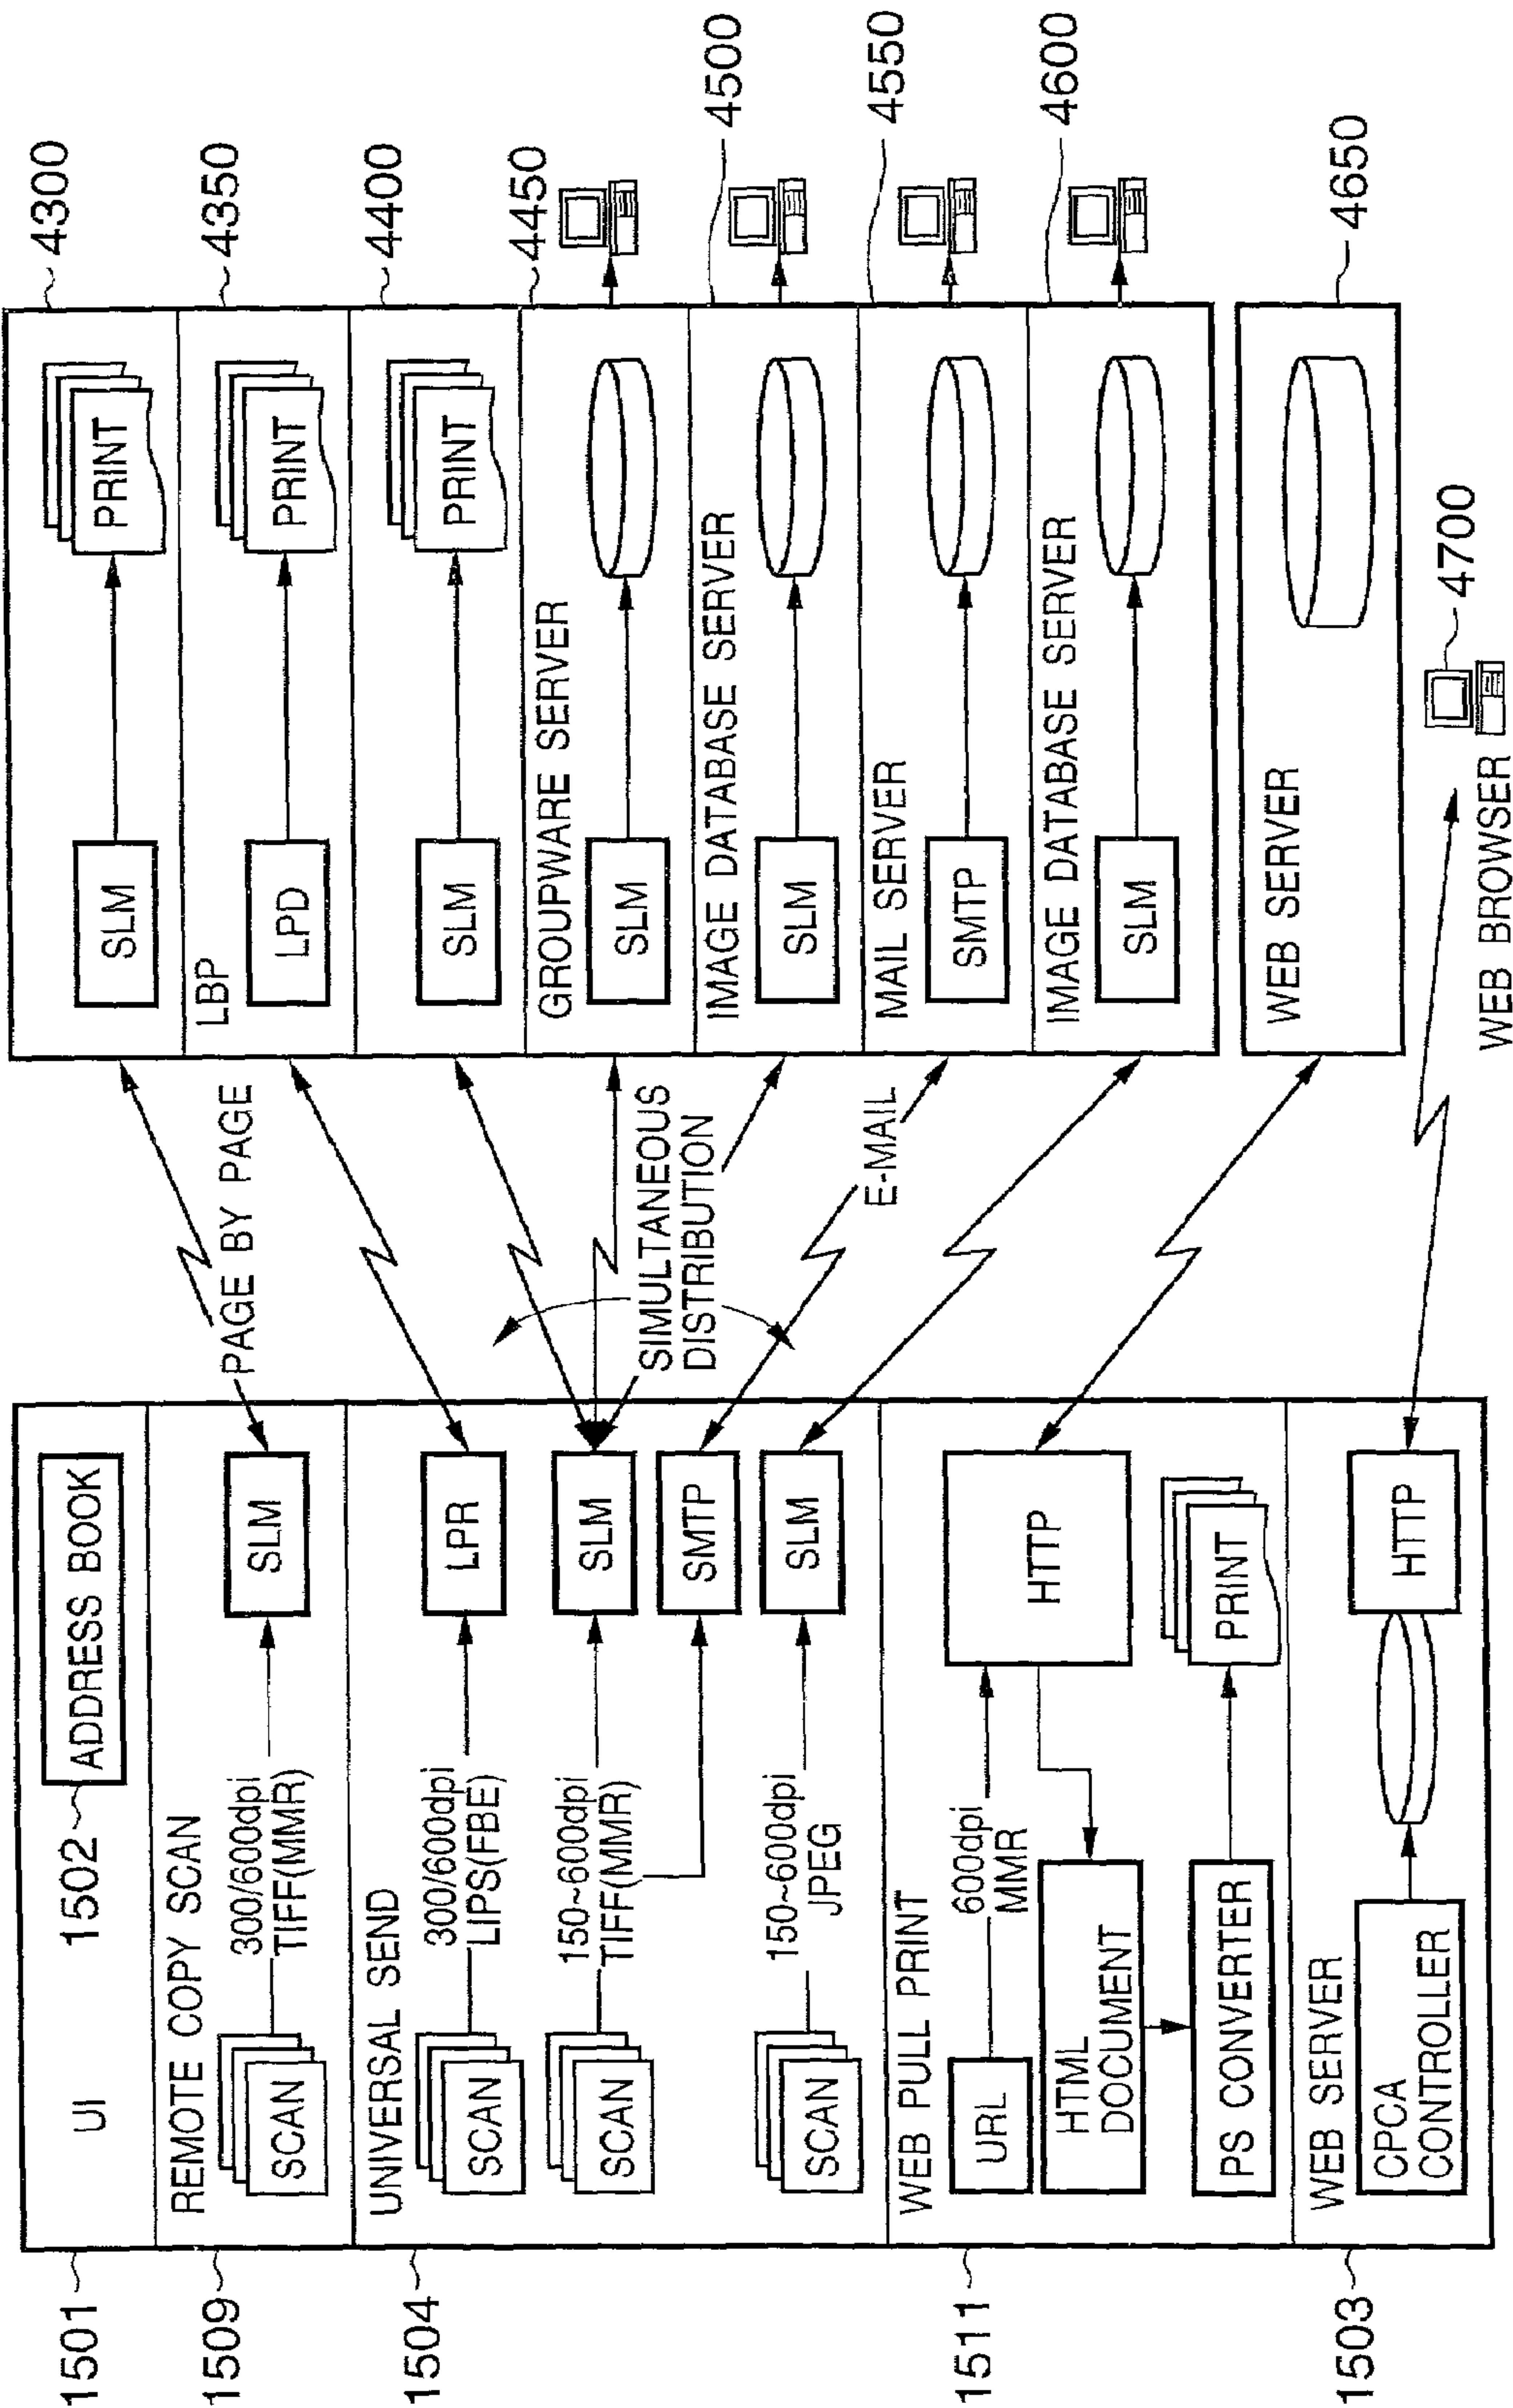 1501
UI
1502
ADDRESS BOOK
1509
REMOTE COPY SCAN
SCAN
300/600dpi
TIFF(MMR)
SLM
PAGE BY PAGE
1504
UNIVERSAL SEND
SCAN
300/600dpi
LIPS(FBE)
LPR
SCAN
150~600dpi
TIFF(MMR)
SLM
SMTP
SCAN
150~600dpi
JPEG
SLM
SIMULTANEOUS
DISTRIBUTION
E-MAIL
1511
WEB PULL PRINT
URL
600dpi
MMR
HTTP
HTML
DOCUMENT
PS CONVERTER
PRINT
1503
WEB SERVER
CPCA
CONTROLLER
HTTP
SLM
PRINT
4300
LBP
LPD
PRINT
4350
SLM
PRINT
4400
GROUPWARE SERVER
SLM
4450
IMAGE DATABASE SERVER
SLM
4500
MAIL SERVER
SMTP
4550
IMAGE DATABASE SERVER
SLM
4600
WEB SERVER
4650
WEB BROWSER
4700